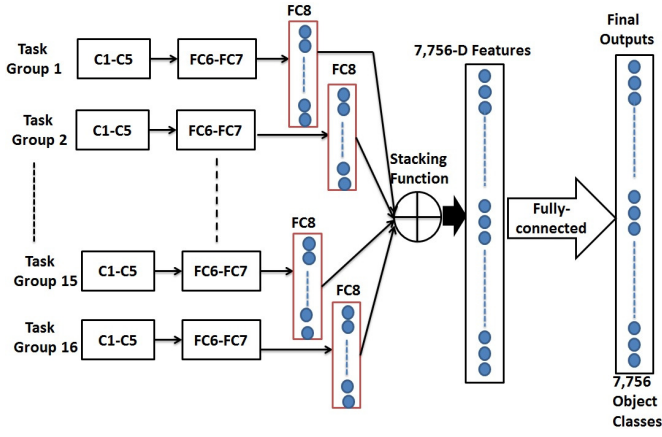 Task
Group 1
C1-C5
FC6-FC7
FC8
Task
Group 2
C1-C5
FC6-FC7
FC8
Task
Group 15
C1-C5
FC6-FC7
FC8
Task
Group 16
C1-C5
FC6-FC7
FC8
Stacking
Function
7,756-D Features
Fully-
connected
Final
Outputs
7,756
Object
Classes